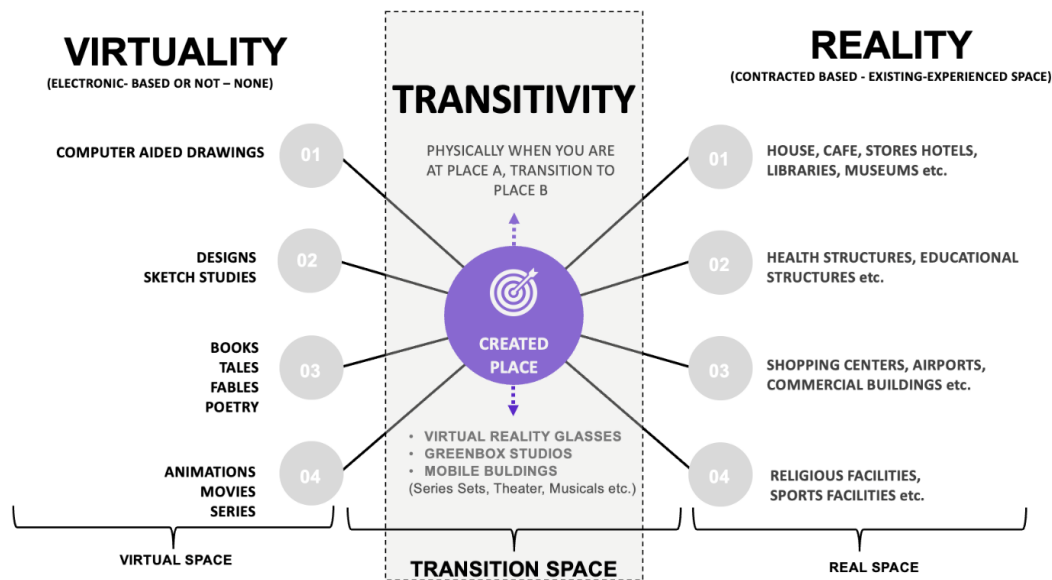 VIRTUALITY
(ELECTRONIC- BASED OR NOT – NONE)
COMPUTER AIDED DRAWINGS
01
DESIGNS
SKETCH STUDIES
02
BOOKS
TALES
FABLES
POETRY
03
ANIMATIONS
MOVIES
SERIES
04
VIRTUAL SPACE
TRANSITIVITY
PHYSICALLY WHEN YOU ARE
AT PLACE A, TRANSITION TO
PLACE B
CREATED
PLACE
• VIRTUAL REALITY GLASSES
• GREENBOX STUDIOS
• MOBILE BULDINGS
(Series Sets, Theater, Musicals etc.)
TRANSITION SPACE
REALITY
(CONTRACTED BASED - EXISTING-EXPERIENCED SPACE)
01
HOUSE, CAFE, STORES HOTELS,
LIBRARIES, MUSEUMS etc.
02
HEALTH STRUCTURES, EDUCATIONAL
STRUCTURES etc.
03
SHOPPING CENTERS, AIRPORTS,
COMMERCIAL BUILDINGS etc.
04
RELIGIOUS FACILITIES,
SPORTS FACILITIES etc.
REAL SPACE